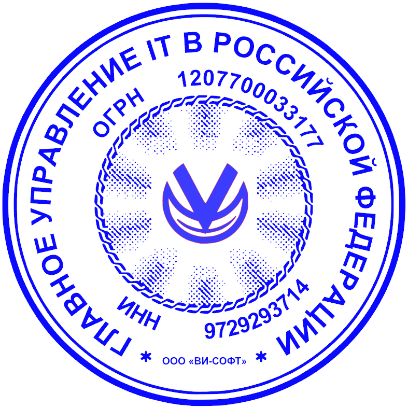 ГЛАВНОЕ УПРАВЛЕНИЕ IT В РОССИЙСКОЙ ФЕДЕРАЦИИ
ОГРН 1207700033177
ИНН 9729293714
* ООО «ВИ-СОФТ» *